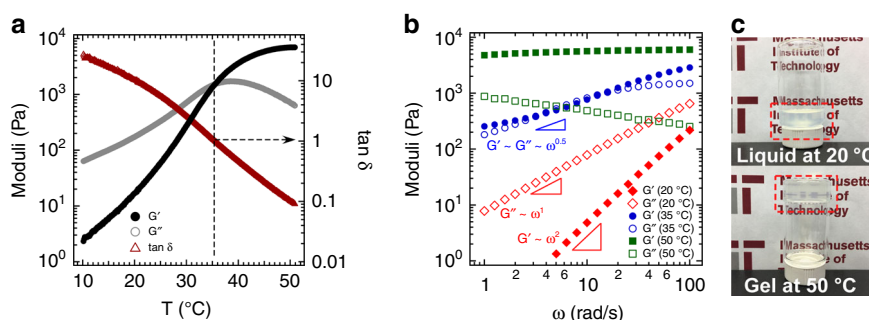 a
10⁴
10³
10²
10¹
10⁰
Moduli (Pa)
10
1
0.1
0.01
tan δ
G′
G″
tan δ
10 20 30 40 50
T (°C)
b
10⁴
10³
10²
10¹
10⁰
Moduli (Pa)
G′ ~ G″ ~ ω⁰·⁵
G″ ~ ω¹
G′ ~ ω²
G′ (20 °C)
G″ (20 °C)
G′ (35 °C)
G″ (35 °C)
G′ (50 °C)
G″ (50 °C)
1 2 4 6 10 2 4 6 100
ω (rad/s)
c
Massachusetts
Institute of
Technology
Massachusetts
Technology
Liquid at 20 °C
Massachusetts
Technology
Massachusetts
Gel at 50 °C